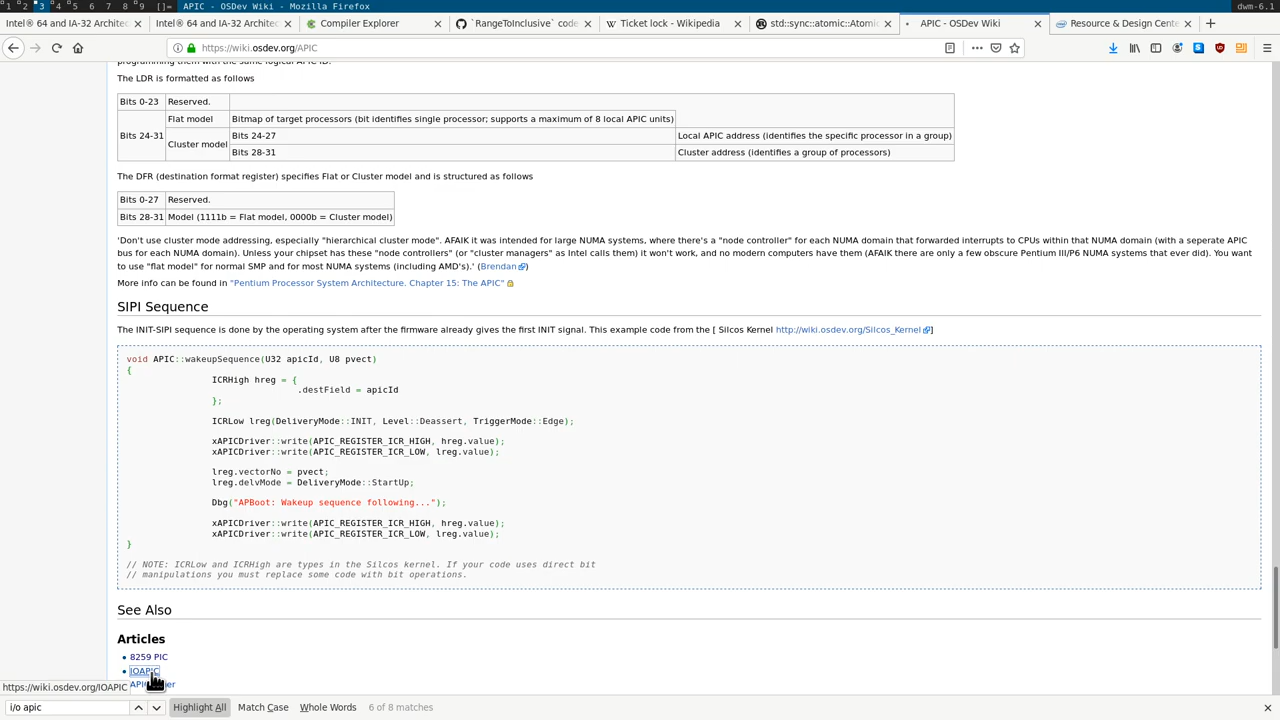 1 2 3 4 5 6 7 8 9 []= APIC - OSDev Wiki - Mozilla Firefox dwm-6.1
Intel® 64 and IA-32 Architec Intel® 64 and IA-32 Architec Compiler Explorer `RangeToInclusive` code Ticket lock - Wikipedia std::sync::atomic::Atomic APIC - OSDev Wiki Resource & Design Cente
https://wiki.osdev.org/APIC
The LDR is formatted as follows
Bits 0-23 Reserved.
Bits 24-31 Flat model Bitmap of target processors (bit identifies single processor; supports a maximum of 8 local APIC units)
Cluster model Bits 24-27 Local APIC address (identifies the specific processor in a group)
Bits 28-31 Cluster address (identifies a group of processors)
The DFR (destination format register) specifies Flat or Cluster model and is structured as follows
Bits 0-27 Reserved.
Bits 28-31 Model (1111b = Flat model, 0000b = Cluster model)
'Don't use cluster mode addressing, especially "hierarchical cluster mode". AFAIK it was intended for large NUMA systems, where there's a "node controller" for each NUMA domain that forwarded interrupts to CPUs within that NUMA domain (with a seperate APIC
bus for each NUMA domain). Unless your chipset has these "node controllers" (or "cluster managers" as Intel calls them) it won't work, and no modern computers have them (AFAIK there are only a few obscure Pentium III/P6 NUMA systems that ever did). You want
to use "flat model" for normal SMP and for most NUMA systems (including AMD's).' (Brendan)
More info can be found in "Pentium Processor System Architecture. Chapter 15: The APIC"
SIPI Sequence
The INIT-SIPI sequence is done by the operating system after the firmware already gives the first INIT signal. This example code from the [ Silcos Kernel http://wiki.osdev.org/Silcos_Kernel]
void APIC::wakeupSequence(U32 apicId, U8 pvect)
{
ICRHigh hreg = {
.destField = apicId
};
ICRLow lreg(DeliveryMode::INIT, Level::Deassert, TriggerMode::Edge);
xAPICDriver::write(APIC_REGISTER_ICR_HIGH, hreg.value);
xAPICDriver::write(APIC_REGISTER_ICR_LOW, lreg.value);
lreg.vectorNo = pvect;
lreg.delvMode = DeliveryMode::StartUp;
Dbg("APBoot: Wakeup sequence following...");
xAPICDriver::write(APIC_REGISTER_ICR_HIGH, hreg.value);
xAPICDriver::write(APIC_REGISTER_ICR_LOW, lreg.value);
}
// NOTE: ICRLow and ICRHigh are types in the Silcos kernel. If your code uses direct bit
// manipulations you must replace some code with bit operations.
See Also
Articles
8259 PIC
IOAPIC
https://wiki.osdev.org/IOAPIC
i/o apic Highlight All Match Case Whole Words 6 of 8 matches